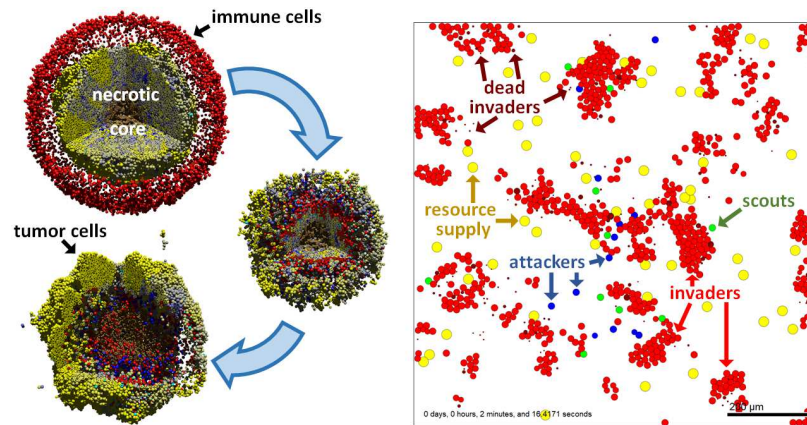 immune cells
necrotic
core
tumor cells
dead
invaders
resource
supply
scouts
attackers
invaders
0 days, 0 hours, 2 minutes, and 16.4171 seconds